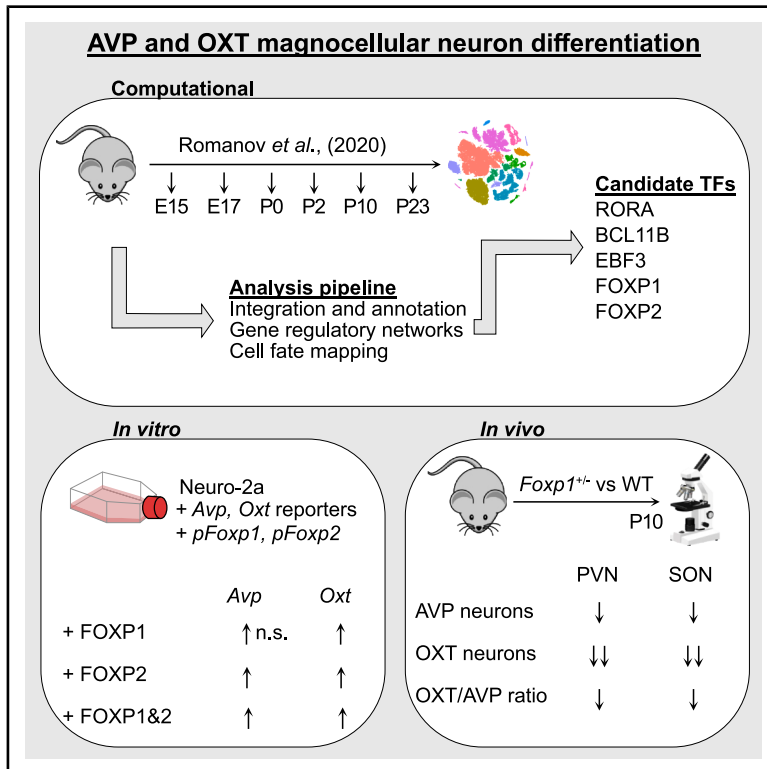 AVP and OXT magnocellular neuron differentiation
Computational
Romanov et al., (2020)
E15 E17 P0 P2 P10 P23
Candidate TFs
RORA
BCL11B
EBF3
FOXP1
FOXP2
Analysis pipeline
Integration and annotation
Gene regulatory networks
Cell fate mapping
In vitro
Neuro-2a
+ Avp, Oxt reporters
+ pFoxp1, pFoxp2
Avp Oxt
+ FOXP1 ↑ n.s. ↑
+ FOXP2 ↑ ↑
+ FOXP1&2 ↑ ↑
In vivo
Foxp1+/- vs WT
P10
PVN SON
AVP neurons ↓ ↓
OXT neurons ↓↓ ↓↓
OXT/AVP ratio ↓ ↓